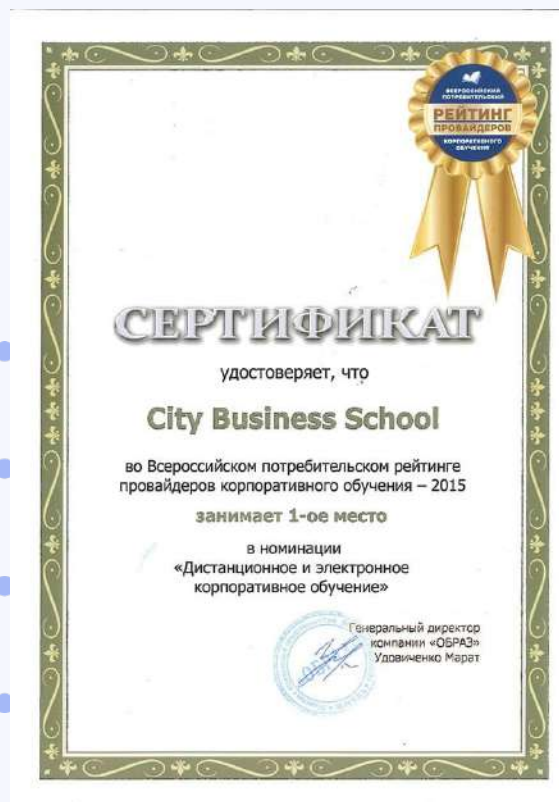 ВСЕРОССИЙСКИЙ
ПОТРЕБИТЕЛЬСКИЙ
РЕЙТИНГ
ПРОВАЙДЕРОВ
КОРПОРАТИВНОГО
ОБУЧЕНИЯ
СЕРТИФИКАТ
удостоверяет, что
City Business School
во Всероссийском потребительском рейтинге
провайдеров корпоративного обучения – 2015
занимает 1-ое место
в номинации
«Дистанционное и электронное
корпоративное обучение»
Генеральный директор
компании «ОБРАЗ»
Удовиченко Марат